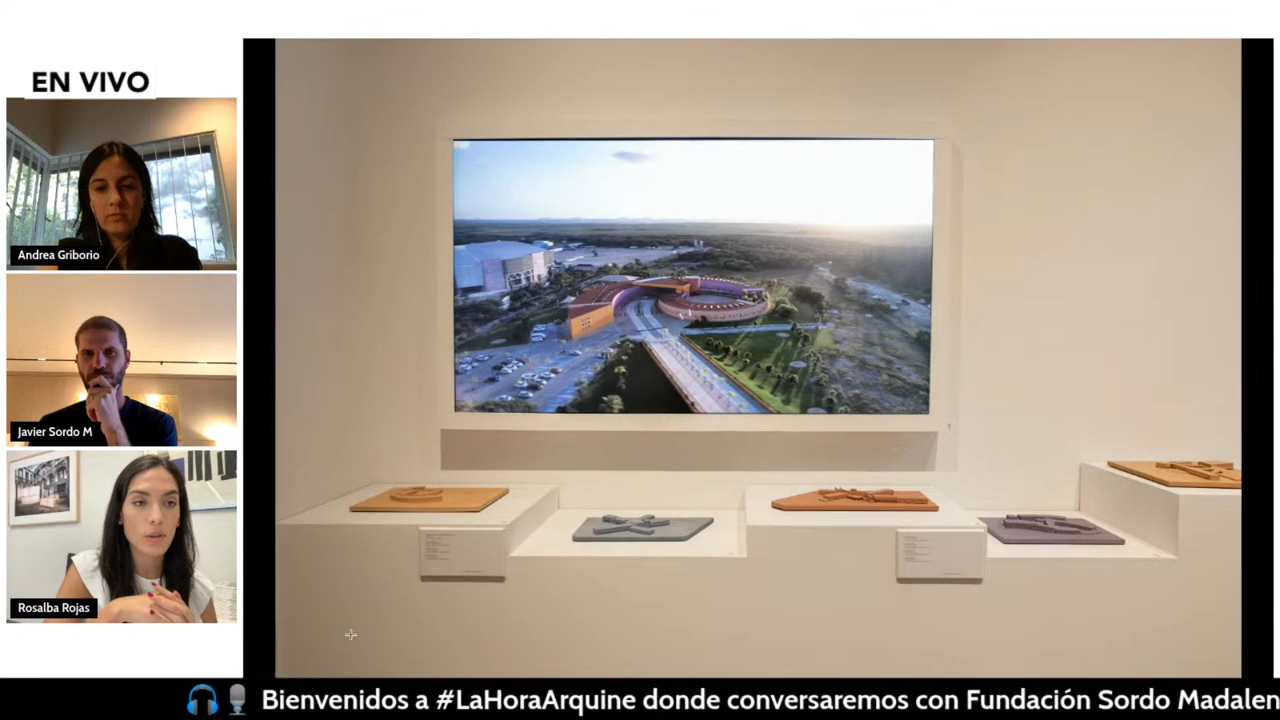 EN VIVO
Andrea Griborio
Javier Sordo M
Rosalba Rojas
Bienvenidos a #LaHoraArquine donde conversaremos con Fundación Sordo Madalen